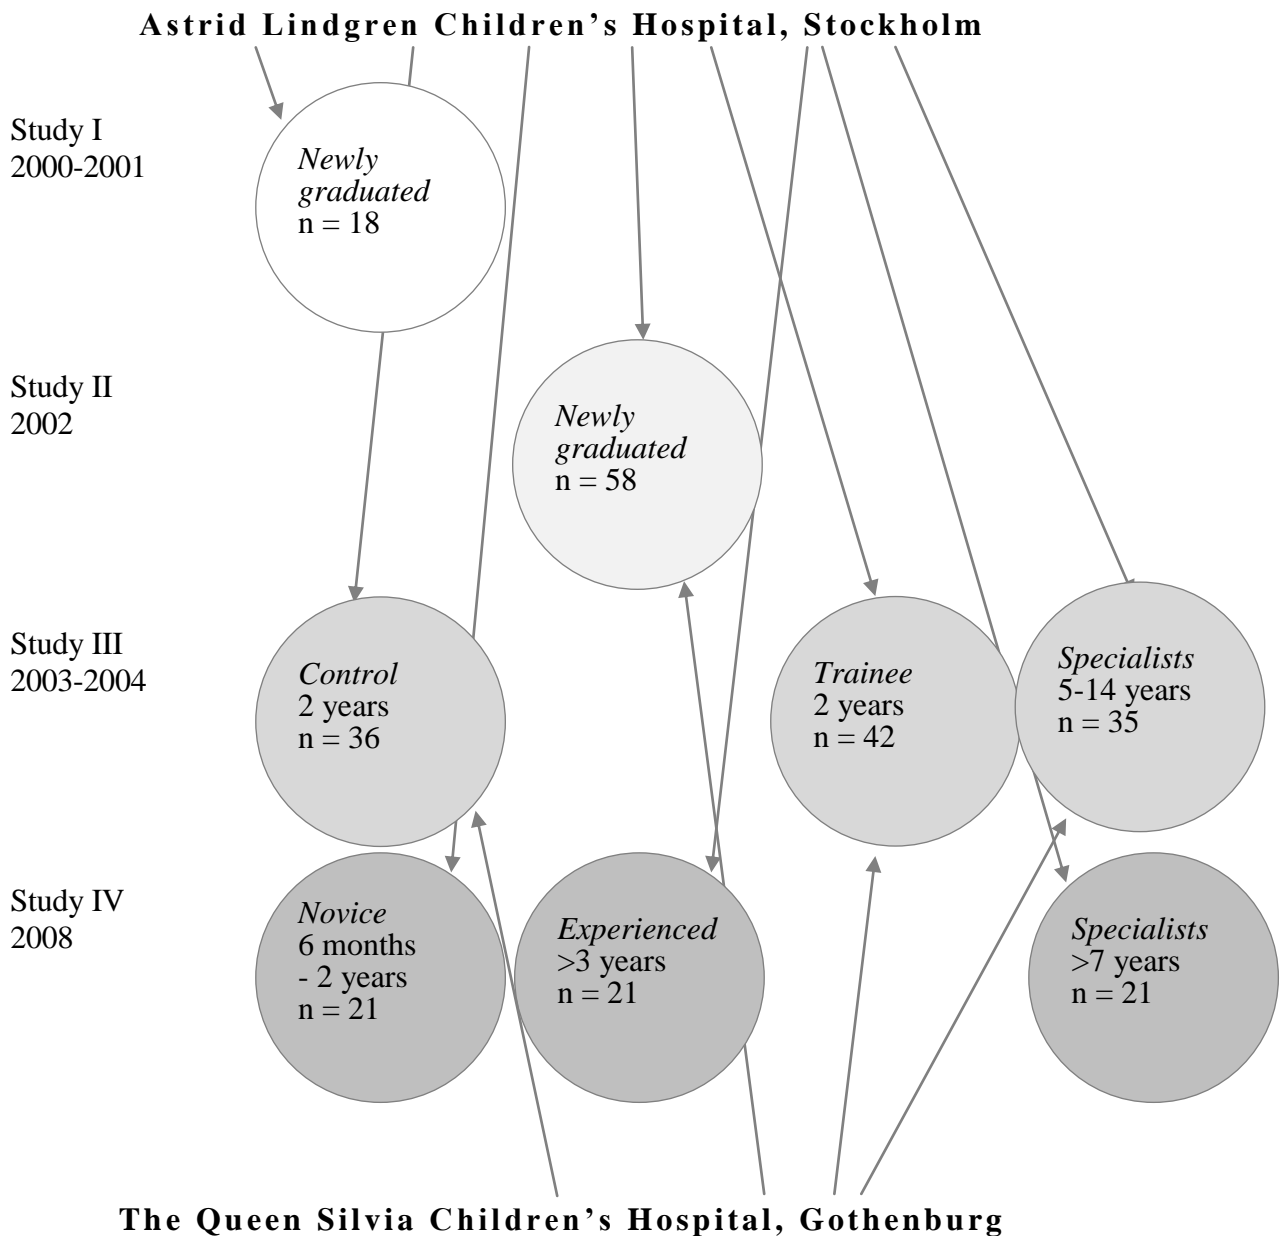 Astrid Lindgren Children’s Hospital, Stockholm
Study I
2000-2001
Newly
graduated
n = 18
Study II
2002
Newly
graduated
n = 58
Study III
2003-2004
Control
2 years
n = 36
Trainee
2 years
n = 42
Specialists
5-14 years
n = 35
Study IV
2008
Novice
6 months
- 2 years
n = 21
Experienced
>3 years
n = 21
Specialists
>7 years
n = 21
The Queen Silvia Children’s Hospital, Gothenburg